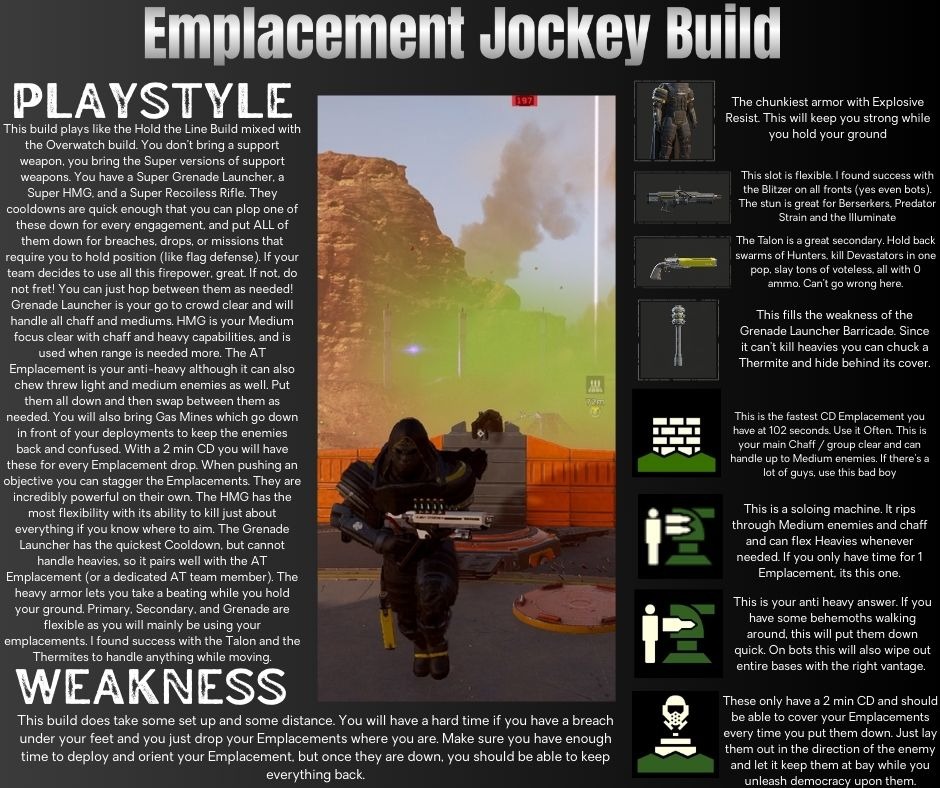 Emplacement Jockey Build
PLAYSTYLE
This build plays like the Hold the Line Build mixed with
the Overwatch build. You don't bring a support
weapon, you bring the Super versions of support
weapons. You have a Super Grenade Launcher, a
Super HMG, and a Super Recoiless Rifle. They
cooldowns are quick enough that you can plop one of
these down for every engagement, and put ALL of
them down for breaches, drops, or missions that
require you to hold position (like flag defense). If your
team decides to use all this firepower, great. If not, do
not fret! You can just hop between them as needed!
Grenade Launcher is your go to crowd clear and will
handle all chaff and mediums. HMG is your Medium
focus clear with chaff and heavy capabilities, and is
used when range is needed more. The AT
Emplacement is your anti-heavy although it can also
chew threw light and medium enemies as well. Put
them all down and then swap between them as
needed. You will also bring Gas Mines which go down
in front of your deployments to keep the enemies
back and confused. With a 2 min CD you will have
these for every Emplacement drop. When pushing an
objective you can stagger the Emplacements. They are
incredibly powerful on their own. The HMG has the
most flexibility with its ability to kill just about
everything if you know where to aim. The Grenade
Launcher has the quickest Cooldown, but cannot
handle heavies, so it pairs well with the AT
Emplacement (or a dedicated AT team member). The
heavy armor lets you take a beating while you hold
your ground. Primary, Secondary, and Grenade are
flexible as you will mainly be using your
emplacements. I found success with the Talon and the
Thermites to handle anything while moving.
WEAKNESS
This build does take some set up and some distance. You will have a hard time if you have a breach
under your feet and you just drop your Emplacements where you are. Make sure you have enough
time to deploy and orient your Emplacement, but once they are down, you should be able to keep
everything back.
197
72m
The chunkiest armor with Explosive
Resist. This will keep you strong while
you hold your ground
This slot is flexible. I found success with
the Blitzer on all fronts (yes even bots).
The stun is great for Berserkers, Predator
Strain and the Illuminate
The Talon is a great secondary. Hold back
swarms of Hunters, kill Devastators in one
pop, slay tons of voteless, all with 0
ammo. Can't go wrong here.
This fills the weakness of the
Grenade Launcher Barricade. Since
it can't kill heavies you can chuck a
Thermite and hide behind its cover.
This is the fastest CD Emplacement you
have at 102 seconds. Use it Often. This is
your main Chaff / group clear and can
handle up to Medium enemies. If there's a
lot of guys, use this bad boy
This is a soloing machine. It rips
through Medium enemies and chaff
and can flex Heavies whenever
needed. If you only have time for 1
Emplacement, its this one.
This is your anti heavy answer. If you
have some behemoths walking
around, this will put them down
quick. On bots this will also wipe out
entire bases with the right vantage.
These only have a 2 min CD and should
be able to cover your Emplacements
every time you put them down. Just lay
them out in the direction of the enemy
and let it keep them at bay while you
unleash democracy upon them.